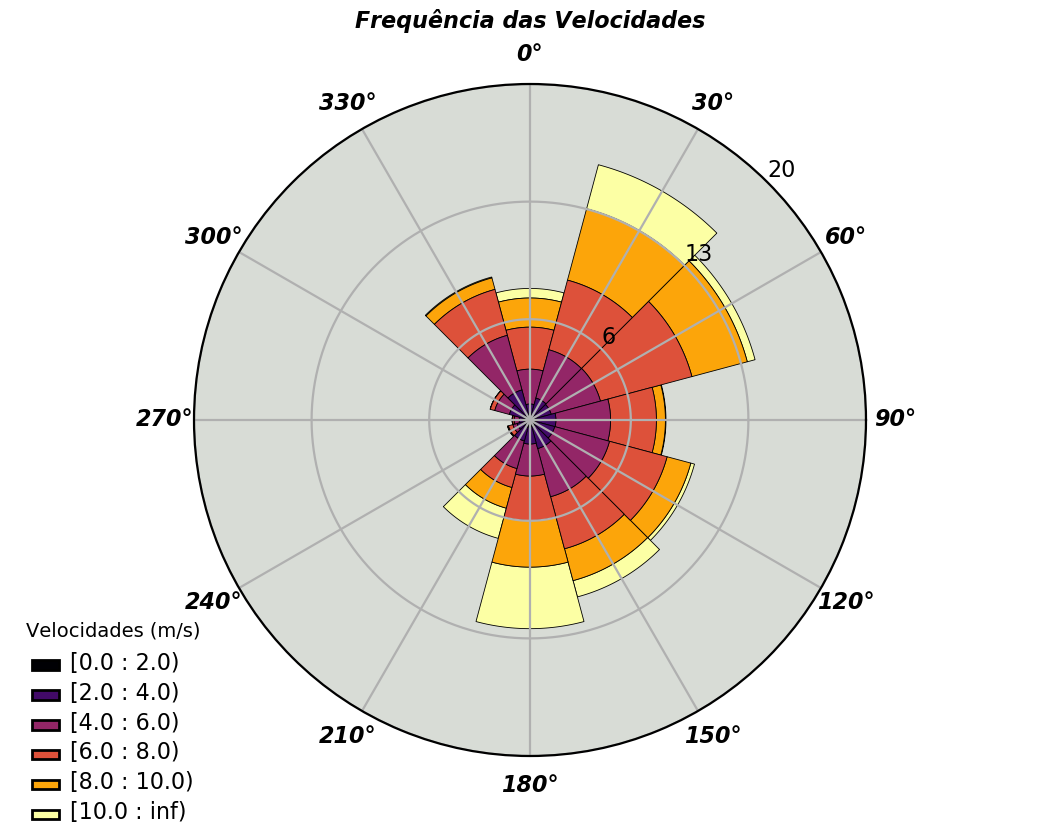 Frequência das Velocidades
0°
330°
30°
20
300°
60°
13
6
270°
90°
240°
120°
210°
150°
180°
Velocidades (m/s)
[0.0 : 2.0)
[2.0 : 4.0)
[4.0 : 6.0)
[6.0 : 8.0)
[8.0 : 10.0)
[10.0 : inf)